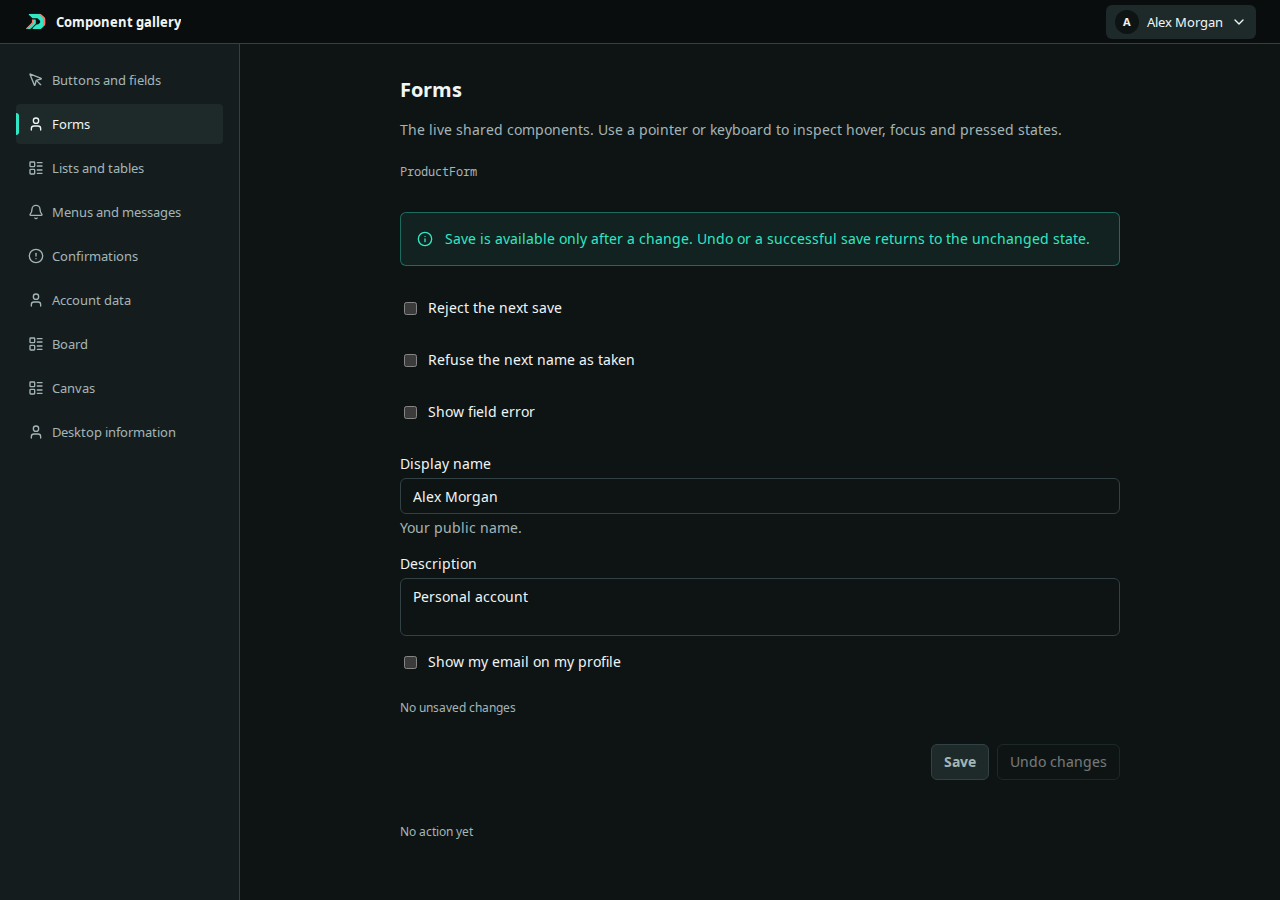 Component gallery
A
Alex Morgan
Buttons and fields
Forms
Lists and tables
Menus and messages
Confirmations
Account data
Board
Canvas
Desktop information
Forms
The live shared components. Use a pointer or keyboard to inspect hover, focus and pressed states.
ProductForm
Save is available only after a change. Undo or a successful save returns to the unchanged state.
Reject the next save
Refuse the next name as taken
Show field error
Display name
Alex Morgan
Your public name.
Description
Personal account
Show my email on my profile
No unsaved changes
Save
Undo changes
No action yet